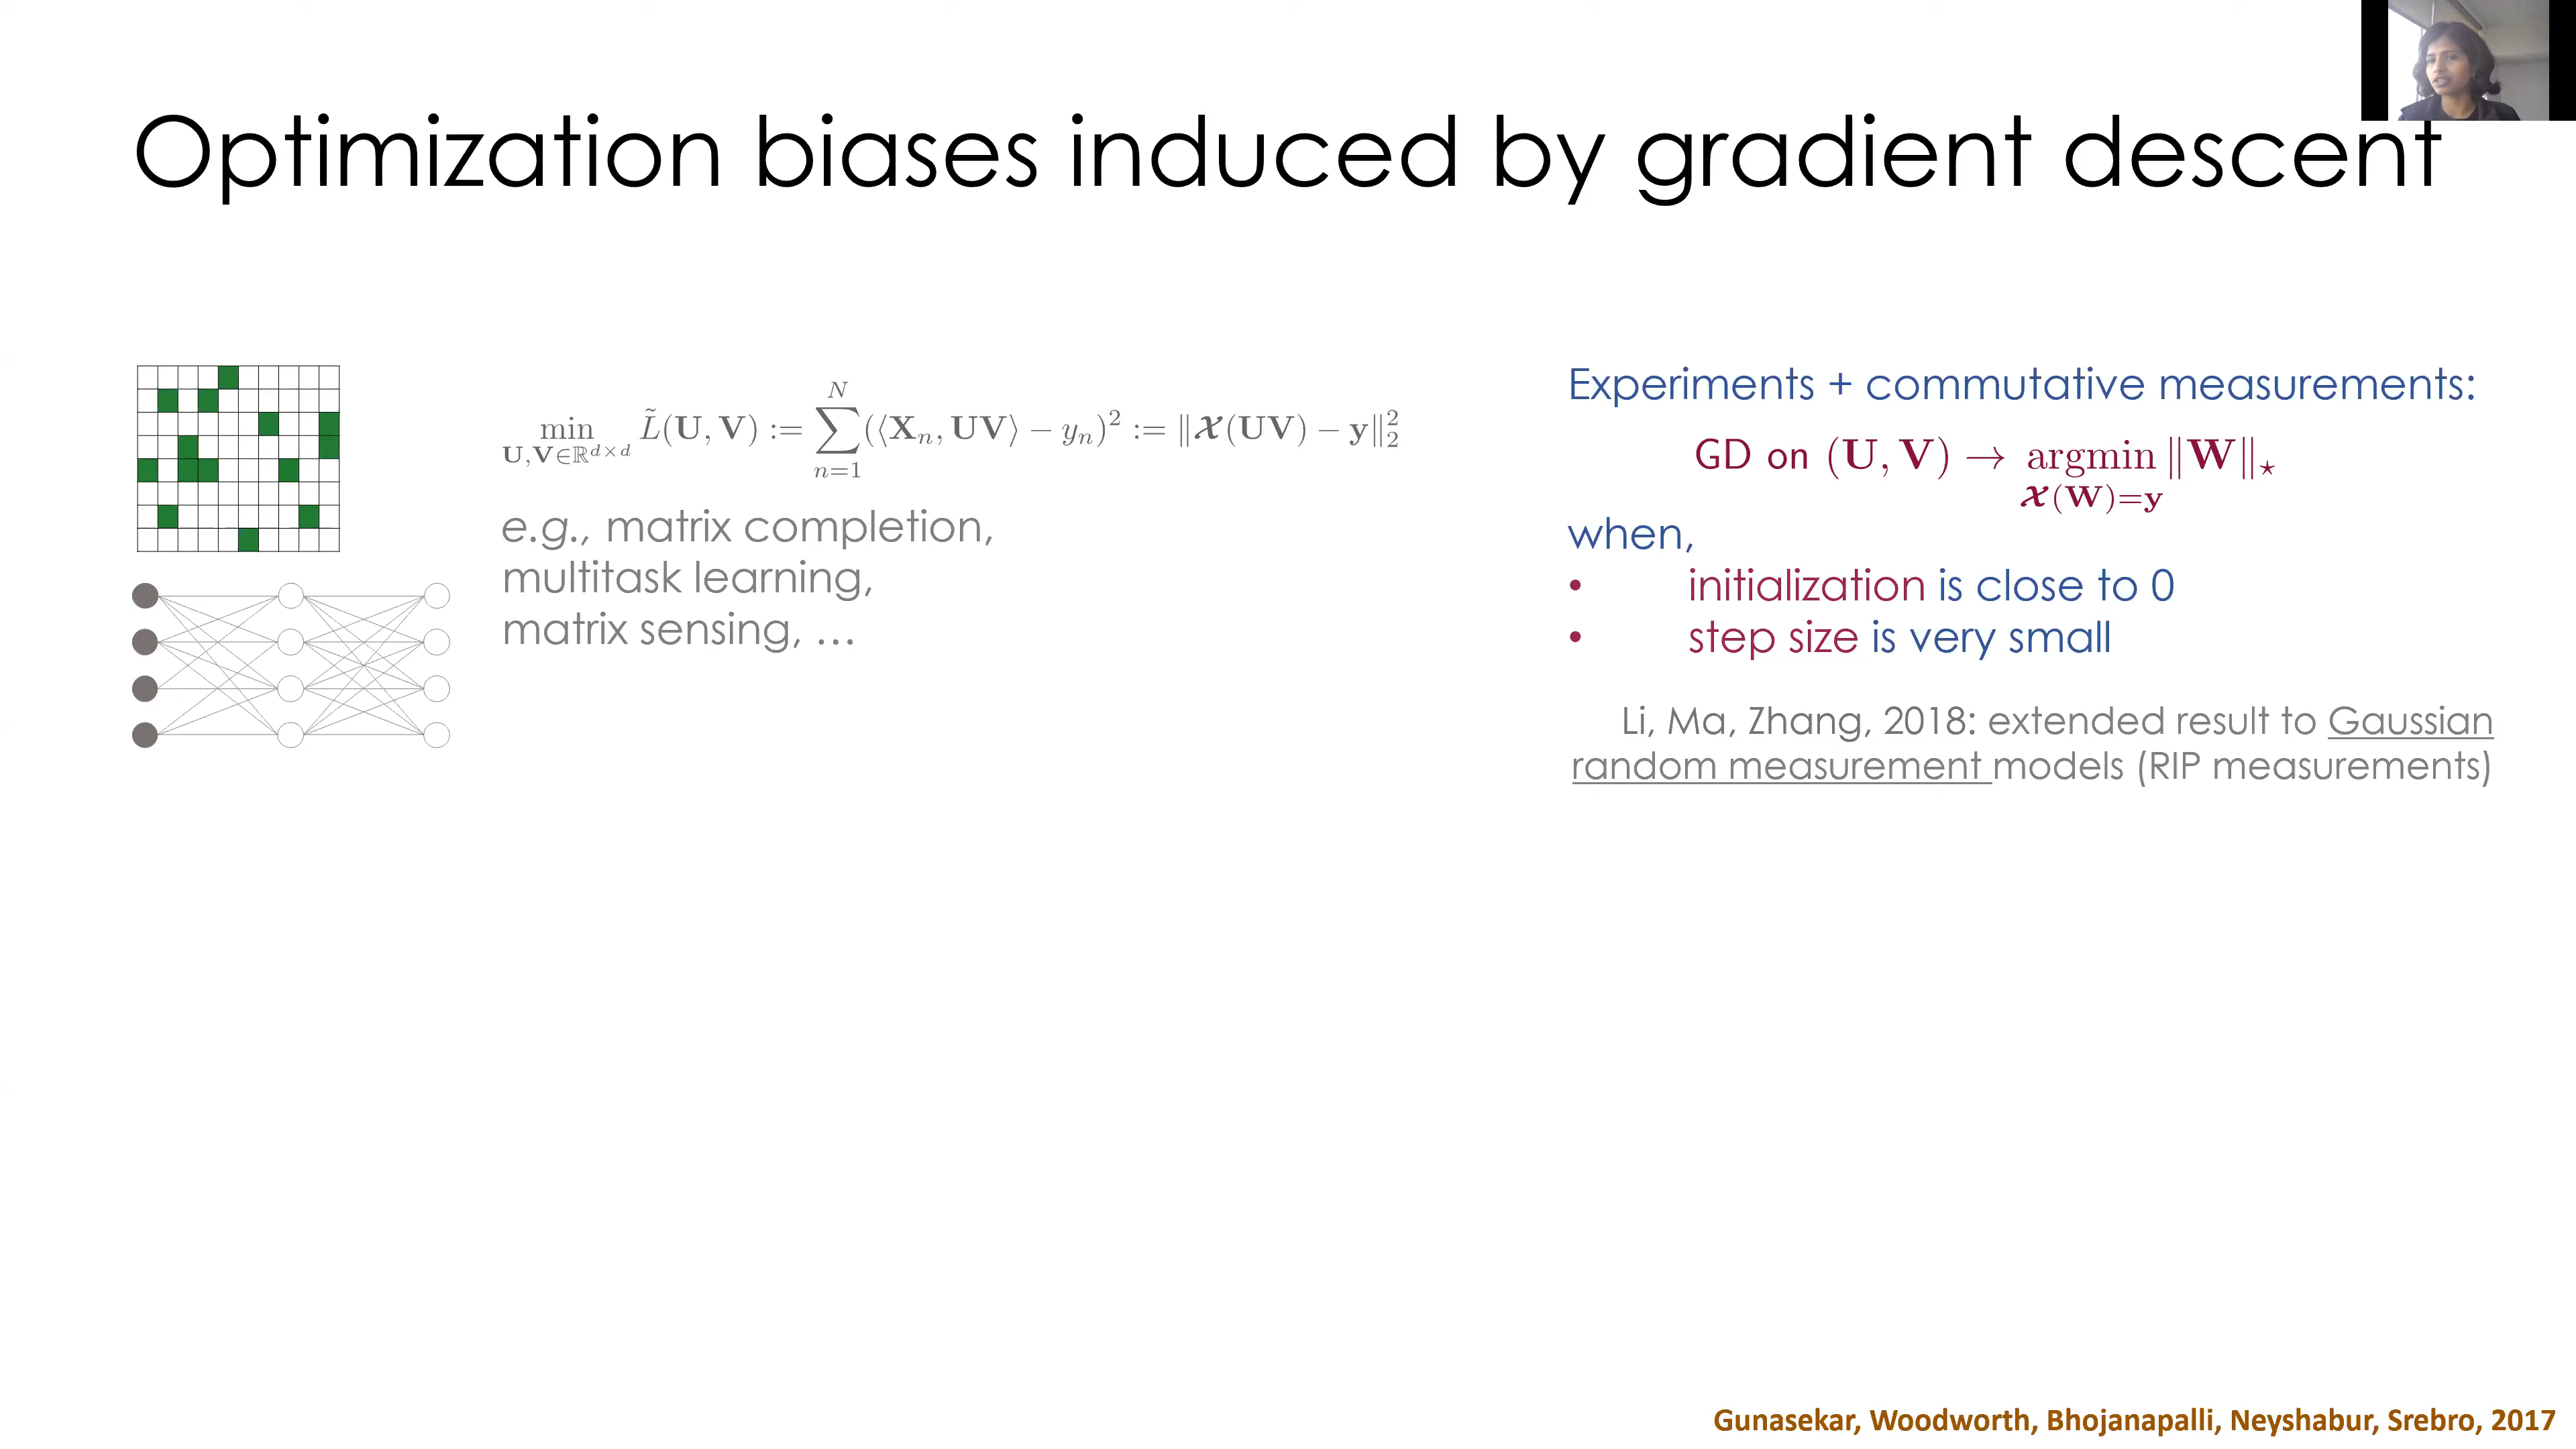 Optimization biases induced by gradient descent
min_{U,V∈ℝ^{d×d}} L̃(U, V) := ∑_{n=1}^{N} (⟨X_n, UV⟩ − y_n)² := ‖𝓧(UV) − y‖₂²
e.g., matrix completion,
multitask learning,
matrix sensing, …
Experiments + commutative measurements:
GD on (U, V) → argmin_{𝓧(W)=y} ‖W‖⋆
when,
• initialization is close to 0
• step size is very small
Li, Ma, Zhang, 2018: extended result to Gaussian
random measurement models (RIP measurements)
Gunasekar, Woodworth, Bhojanapalli, Neyshabur, Srebro, 2017